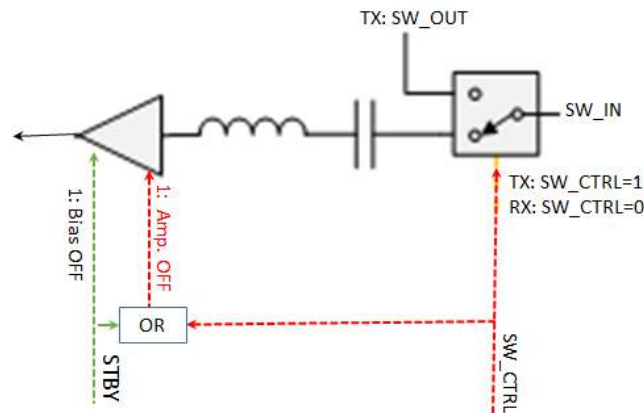 TX: SW_OUT
SW_IN
TX: SW_CTRL=1
RX: SW_CTRL=0
1: Bias OFF
1: Amp. OFF
OR
STBY
SW_CTRL